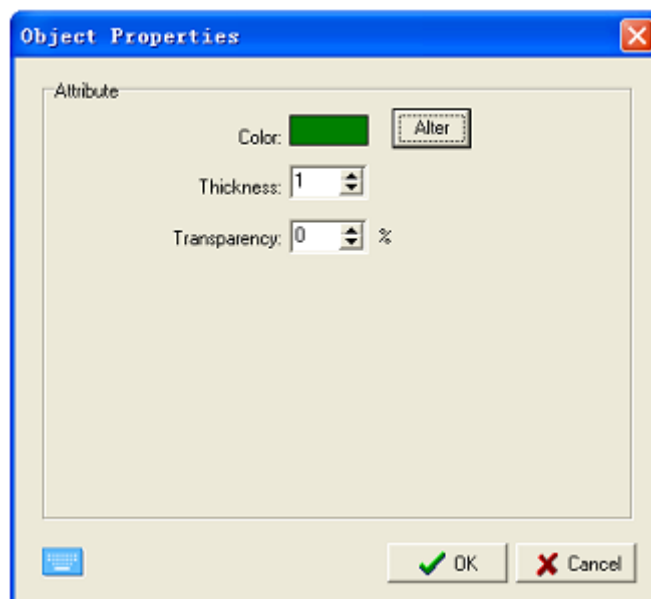 Object Properties
Attribute
Color: Alter
Thickness: 1
Transparency: 0 %
OK Cancel